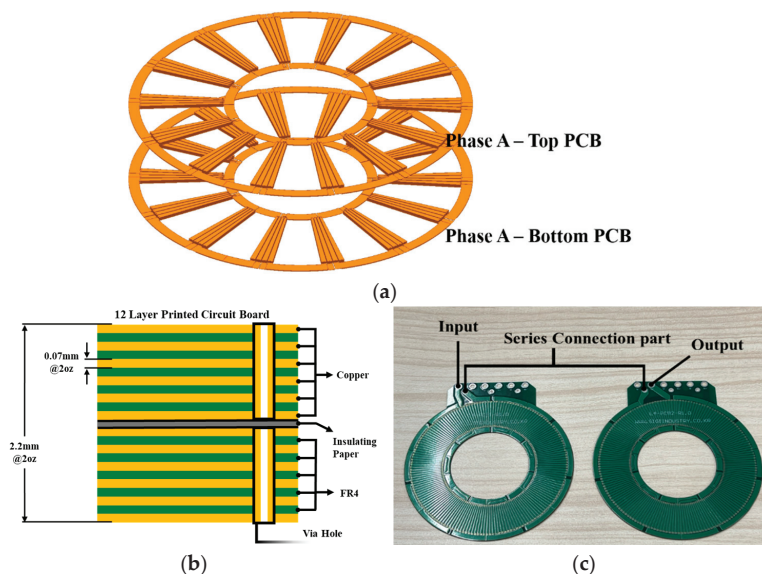 Phase A – Top PCB
Phase A – Bottom PCB
(a)
12 Layer Printed Circuit Board
0.07mm
@2oz
2.2mm
@2oz
Copper
Insulating
Paper
FR4
Via Hole
(b)
Input
Series Connection part
Output
(c)